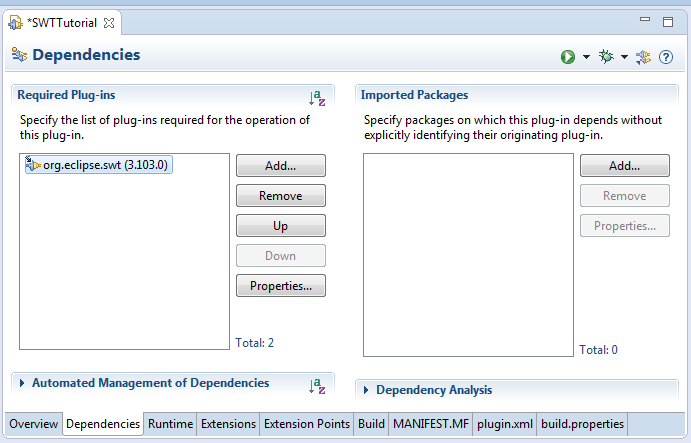 *SWTTutorial
Dependencies
Required Plug-ins
Specify the list of plug-ins required for the operation of
this plug-in.
org.eclipse.swt (3.103.0)
Add...
Remove
Up
Down
Properties...
Total: 2
Automated Management of Dependencies
Imported Packages
Specify packages on which this plug-in depends without
explicitly identifying their originating plug-in.
Add...
Remove
Properties...
Total: 0
Dependency Analysis
Overview Dependencies Runtime Extensions Extension Points Build MANIFEST.MF plugin.xml build.properties